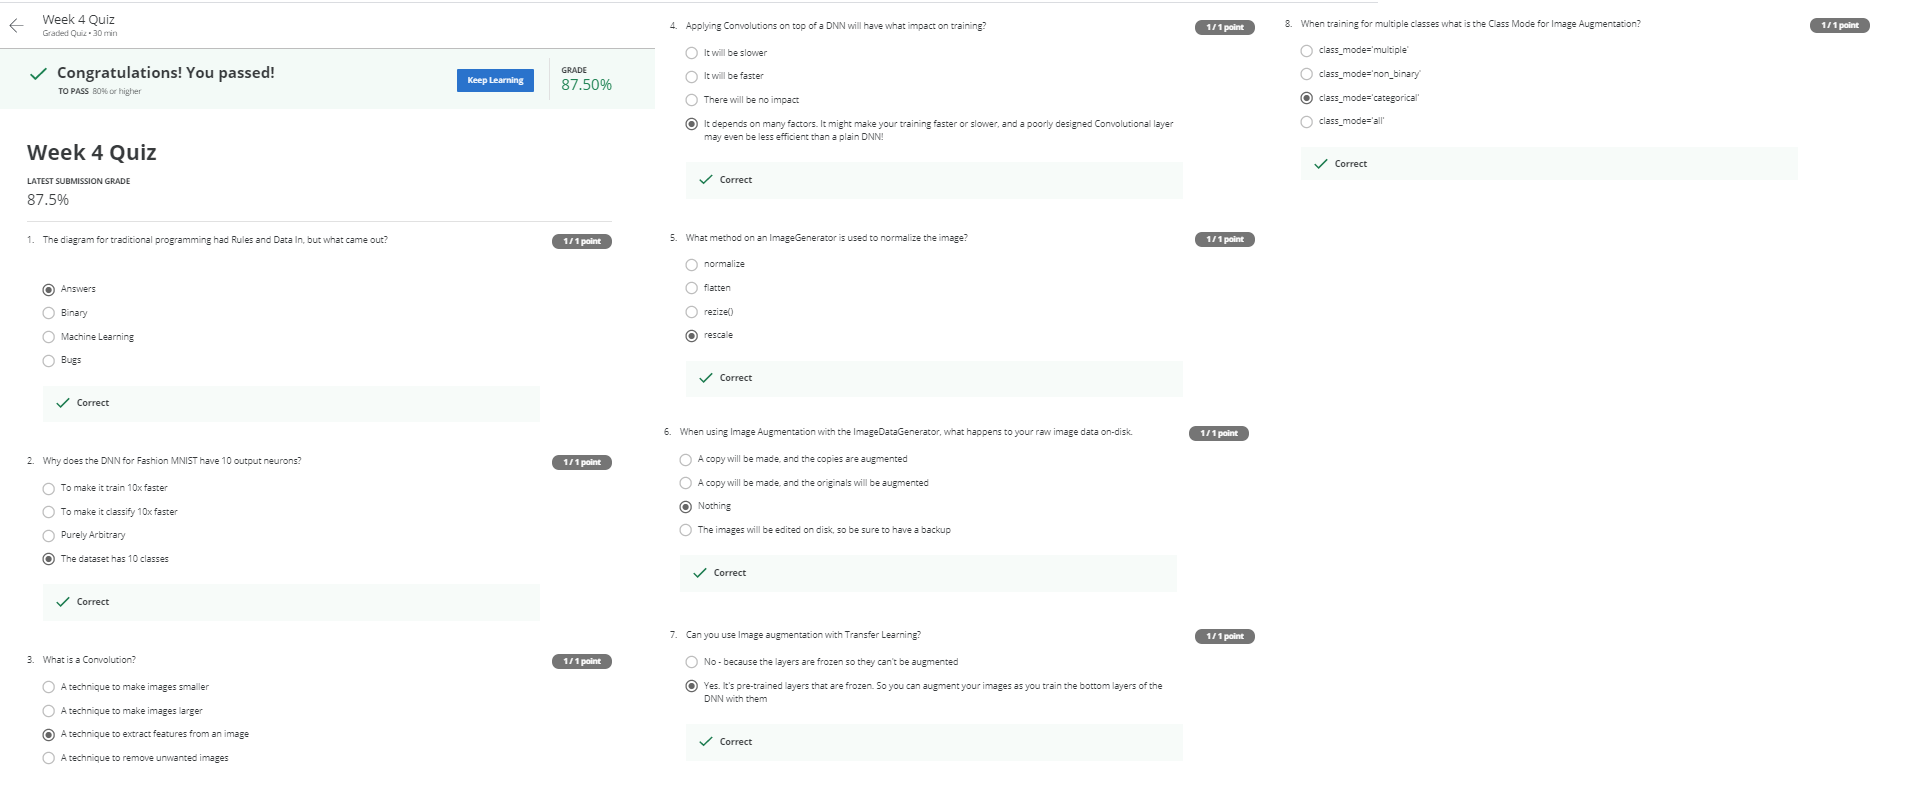 Week 4 Quiz
Graded Quiz • 30 min
Congratulations! You passed!
TO PASS 80% or higher
Keep Learning
GRADE
87.50%
Week 4 Quiz
LATEST SUBMISSION GRADE
87.5%
1. The diagram for traditional programming had Rules and Data In, but what came out?
1 / 1 point
Answers
Binary
Machine Learning
Bugs
Correct
2. Why does the DNN for Fashion MNIST have 10 output neurons?
1 / 1 point
To make it train 10x faster
To make it classify 10x faster
Purely Arbitrary
The dataset has 10 classes
Correct
3. What is a Convolution?
1 / 1 point
A technique to make images smaller
A technique to make images larger
A technique to extract features from an image
A technique to remove unwanted images
4. Applying Convolutions on top of a DNN will have what impact on training?
1 / 1 point
It will be slower
It will be faster
There will be no impact
It depends on many factors. It might make your training faster or slower, and a poorly designed Convolutional layer
may even be less efficient than a plain DNN!
Correct
5. What method on an ImageGenerator is used to normalize the image?
1 / 1 point
normalize
flatten
rezize()
rescale
Correct
6. When using Image Augmentation with the ImageDataGenerator, what happens to your raw image data on-disk.
1 / 1 point
A copy will be made, and the copies are augmented
A copy will be made, and the originals will be augmented
Nothing
The images will be edited on disk, so be sure to have a backup
Correct
7. Can you use Image augmentation with Transfer Learning?
1 / 1 point
No - because the layers are frozen so they can't be augmented
Yes. It's pre-trained layers that are frozen. So you can augment your images as you train the bottom layers of the
DNN with them
Correct
8. When training for multiple classes what is the Class Mode for Image Augmentation?
1 / 1 point
class_mode='multiple'
class_mode='non_binary'
class_mode='categorical'
class_mode='all'
Correct